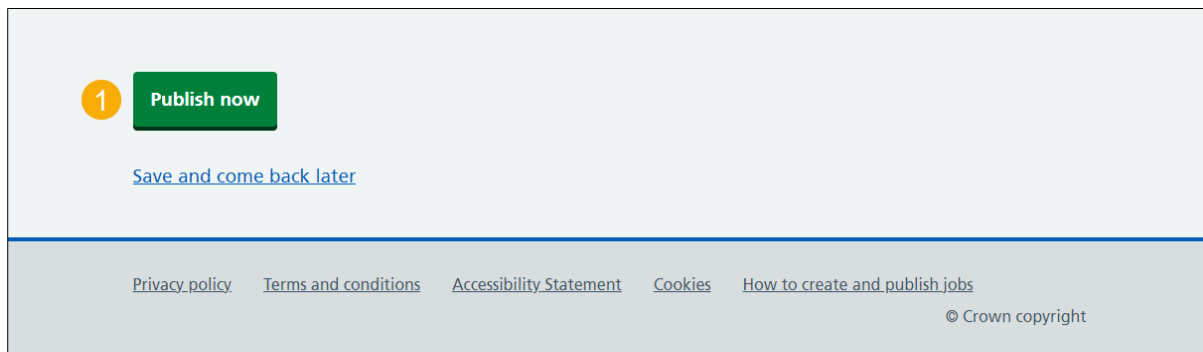 1 Publish now
Save and come back later
Privacy policy Terms and conditions Accessibility Statement Cookies How to create and publish jobs
© Crown copyright